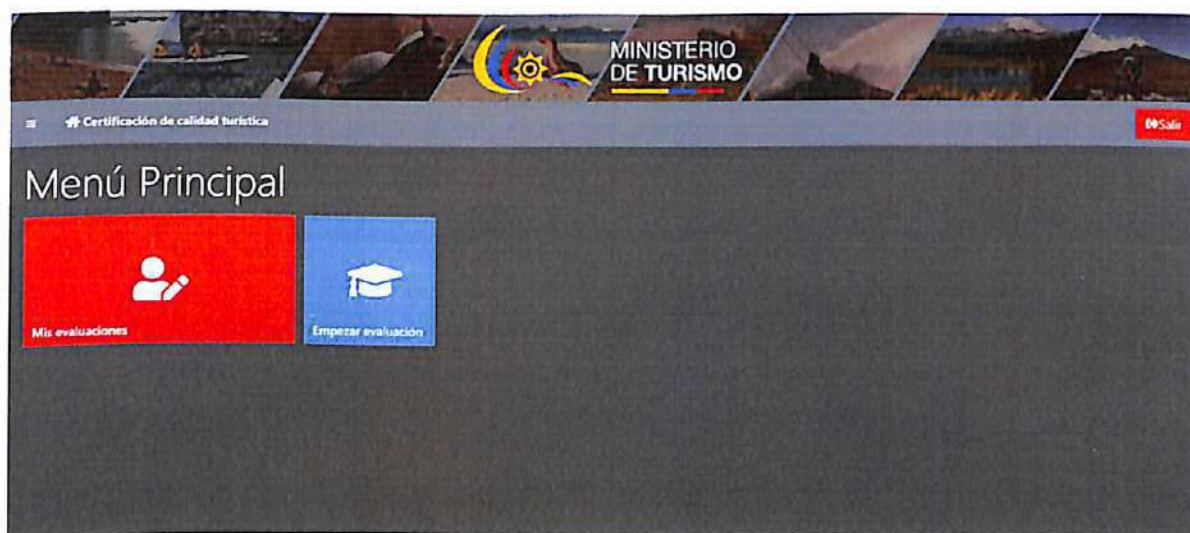 MINISTERIO
DE TURISMO
Certificación de calidad turística
Salir
Menú Principal
Mis evaluaciones
Empezar evaluación